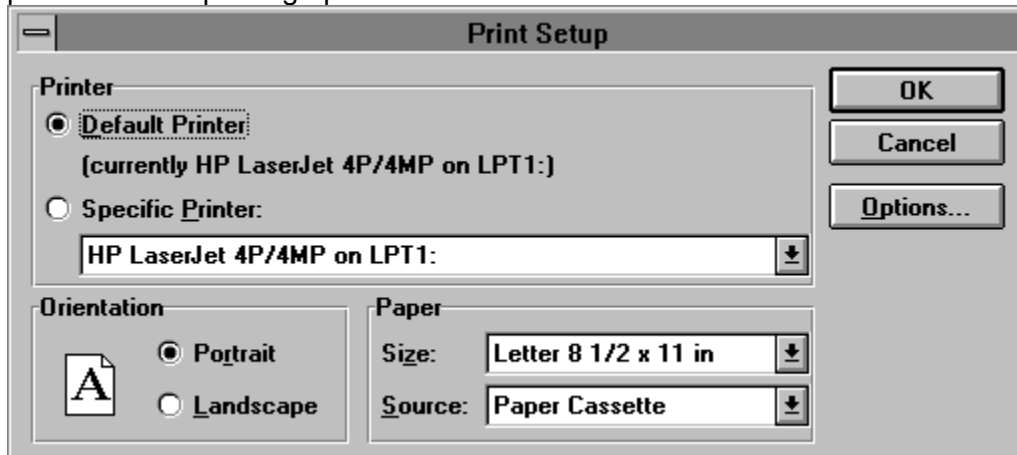 Print Setup
Printer
Default Printer
(currently HP LaserJet 4P/4MP on LPT1:)
Specific Printer:
HP LaserJet 4P/4MP on LPT1:
OK
Cancel
Options...
Orientation
A
Portrait
Landscape
Paper
Size: Letter 8 1/2 x 11 in
Source: Paper Cassette